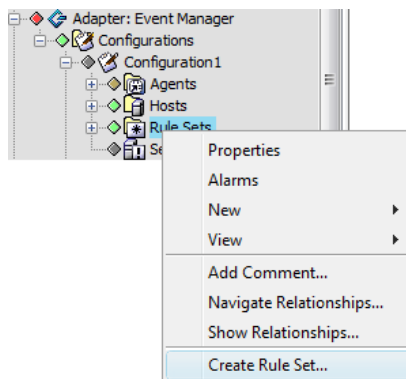 Adapter: Event Manager
Configurations
Configuration1
Agents
Hosts
Rule Sets
Se
Properties
Alarms
New
View
Add Comment...
Navigate Relationships...
Show Relationships...
Create Rule Set...